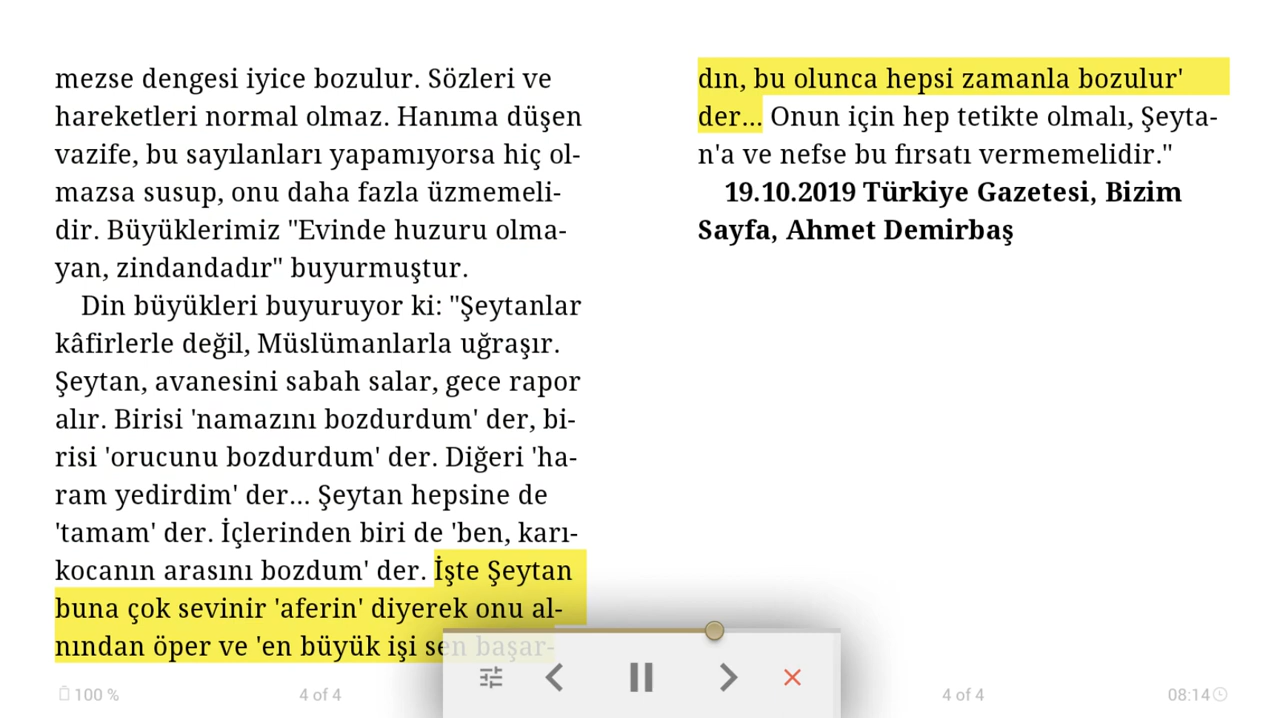 mezse dengesi iyice bozulur. Sözleri ve
hareketleri normal olmaz. Hanıma düşen
vazife, bu sayılanları yapamıyorsa hiç ol-
mazsa susup, onu daha fazla üzmemeli-
dir. Büyüklerimiz "Evinde huzuru olma-
yan, zindandadır" buyurmuştur.
Din büyükleri buyuruyor ki: "Şeytanlar
kâfirlerle değil, Müslümanlarla uğraşır.
Şeytan, avanesini sabah salar, gece rapor
alır. Birisi 'namazını bozdurdum' der, bi-
risi 'orucunu bozdurdum' der. Diğeri 'ha-
ram yedirdim' der... Şeytan hepsine de
'tamam' der. İçlerinden biri de 'ben, karı-
kocanın arasını bozdum' der. İşte Şeytan
buna çok sevinir 'aferin' diyerek onu al-
nından öper ve 'en büyük işi sen başar-
dın, bu olunca hepsi zamanla bozulur'
der... Onun için hep tetikte olmalı, Şeyta-
n'a ve nefse bu fırsatı vermemelidir."
19.10.2019 Türkiye Gazetesi, Bizim
Sayfa, Ahmet Demirbaş
100 %
4 of 4
4 of 4
08:14